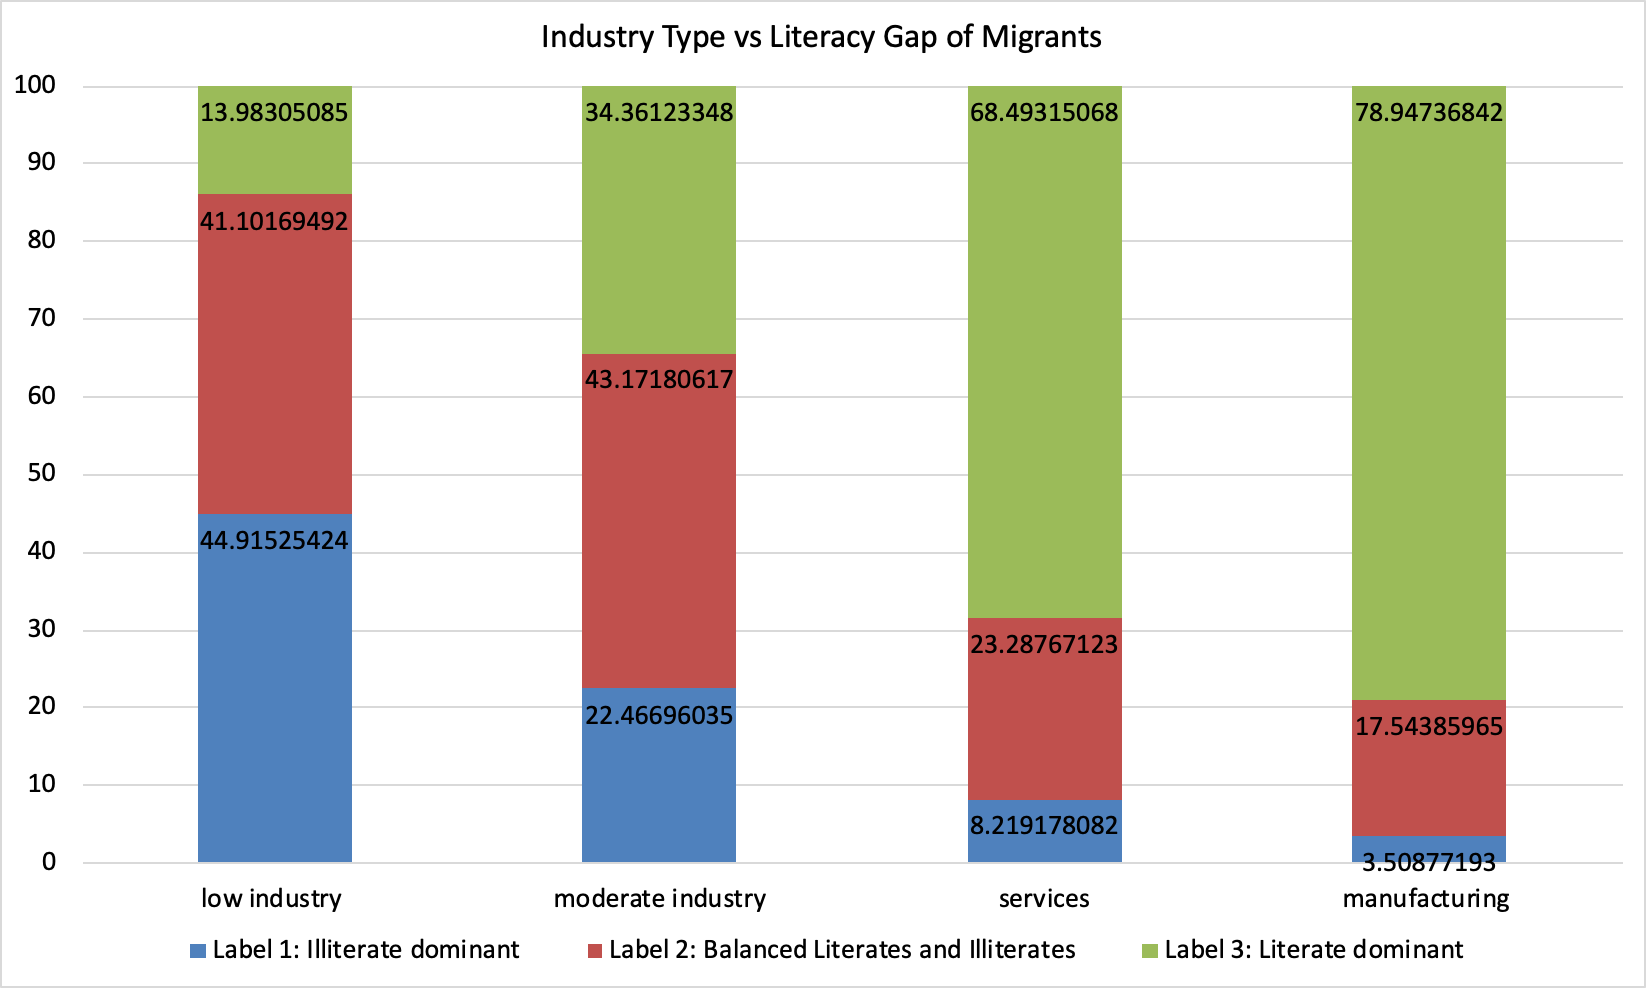 Industry Type vs Literacy Gap of Migrants
100
90
80
70
60
50
40
30
20
10
0
13.98305085
41.10169492
44.91525424
34.36123348
43.17180617
22.46696035
68.49315068
23.28767123
8.219178082
78.94736842
17.54385965
3.50877193
low industry
moderate industry
services
manufacturing
Label 1: Illiterate dominant
Label 2: Balanced Literates and Illiterates
Label 3: Literate dominant